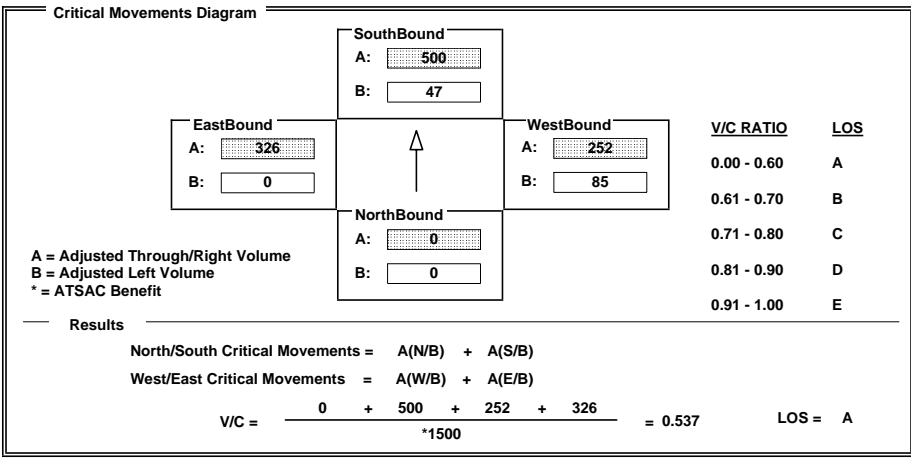 Critical Movements Diagram
SouthBound
A: 500
B: 47
EastBound
A: 326
B: 0
WestBound
A: 252
B: 85
NorthBound
A: 0
B: 0
V/C RATIO LOS
0.00 - 0.60 A
0.61 - 0.70 B
0.71 - 0.80 C
0.81 - 0.90 D
0.91 - 1.00 E
A = Adjusted Through/Right Volume
B = Adjusted Left Volume
* = ATSAC Benefit
Results
North/South Critical Movements = A(N/B) + A(S/B)
West/East Critical Movements = A(W/B) + A(E/B)
V/C = 0 + 500 + 252 + 326 = 0.537 LOS = A
*1500